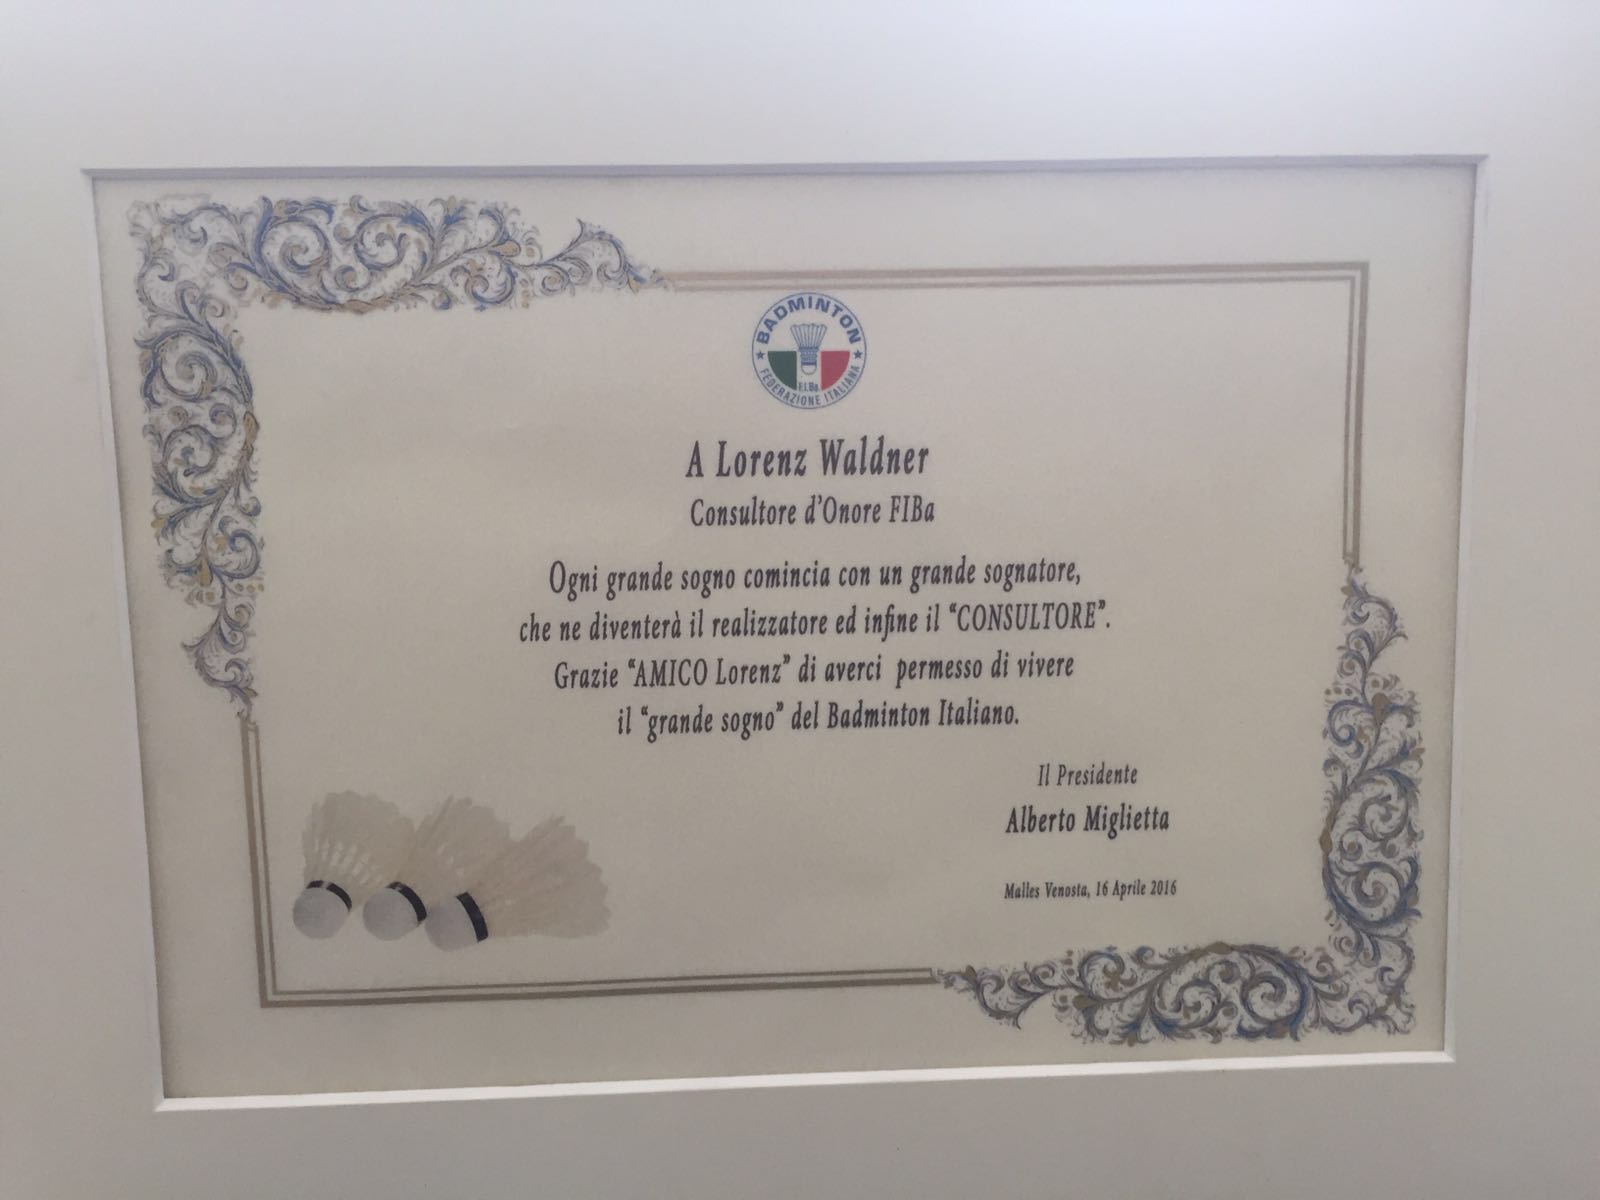 BADMINTON
F.I.Ba.
FEDERAZIONE ITALIANA
A Lorenz Waldner
Consultore d'Onore FIBa
Ogni grande sogno comincia con un grande sognatore,
che ne diventerà il realizzatore ed infine il “CONSULTORE”.
Grazie “AMICO Lorenz” di averci permesso di vivere
il “grande sogno” del Badminton Italiano.
Il Presidente
Alberto Miglietta
Malles Venosta, 16 Aprile 2016